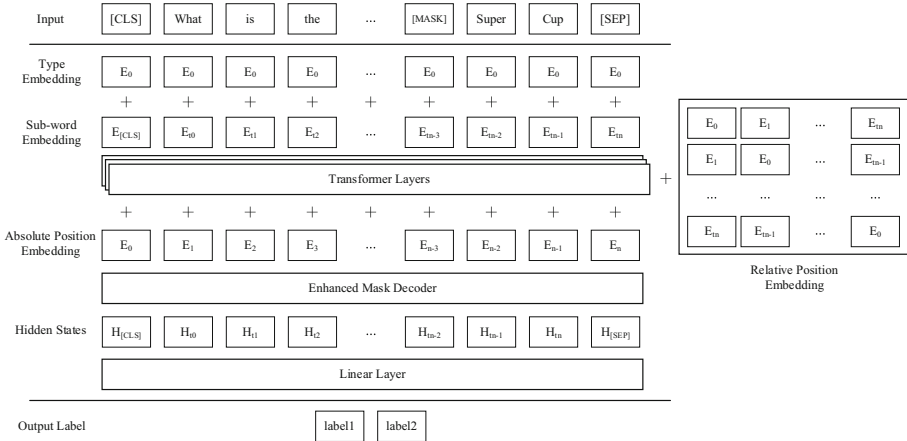 Input [CLS] What is the ... [MASK] Super Cup [SEP]
Type Embedding E0 E0 E0 E0 ... E0 E0 E0 E0
+ + + + + + + + +
Sub-word Embedding E[CLS] Et0 Et1 Et2 ... Etn-3 Etn-2 Etn-1 Etn
Transformer Layers
+
+ + + + + + + + +
Absolute Position Embedding E0 E1 E2 E3 ... En-3 En-2 En-1 En
Enhanced Mask Decoder
Hidden States H[CLS] Ht0 Ht1 Ht2 ... Htn-2 Htn-1 Htn H[SEP]
Linear Layer
Output Label label1 label2
E0 E1 ... Etn
E1 E0 ... Etn-1
... ... ... ...
Etn Etn-1 ... E0
Relative Position
Embedding